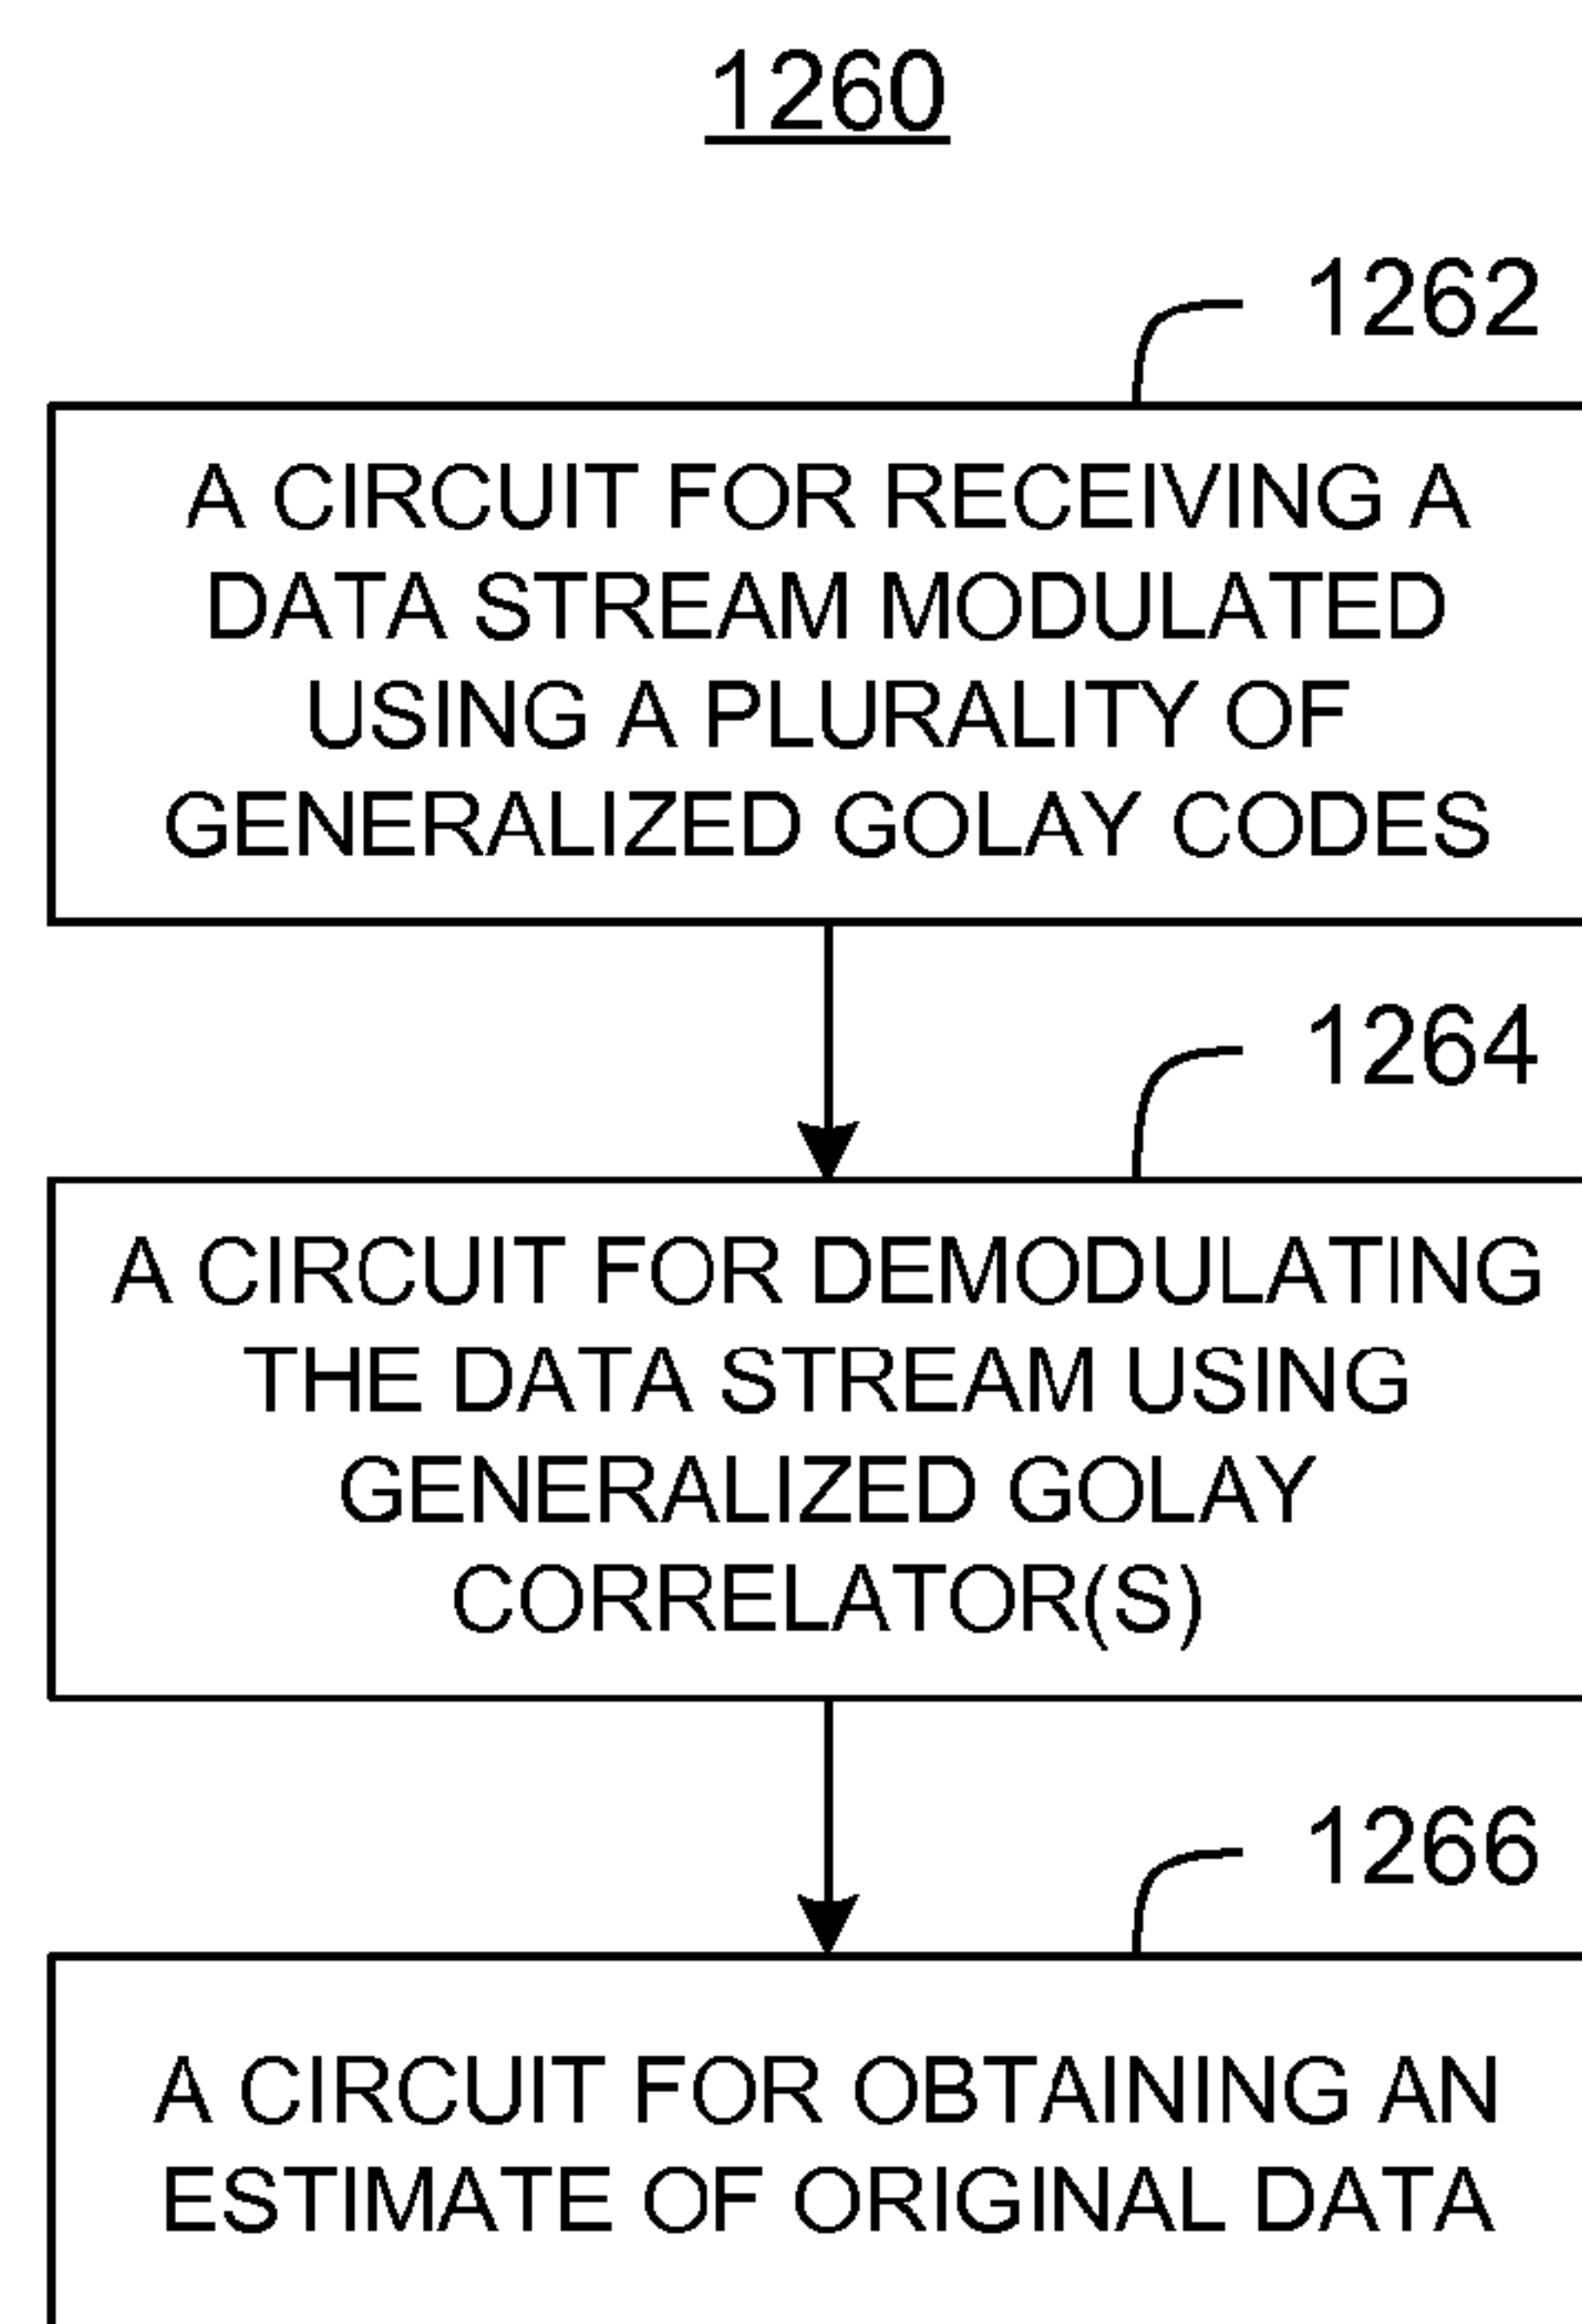 1260
1262
A CIRCUIT FOR RECEIVING A
DATA STREAM MODULATED
USING A PLURALITY OF
GENERALIZED GOLAY CODES
1264
A CIRCUIT FOR DEMODULATING
THE DATA STREAM USING
GENERALIZED GOLAY
CORRELATOR(S)
1266
A CIRCUIT FOR OBTAINING AN
ESTIMATE OF ORIGINAL DATA